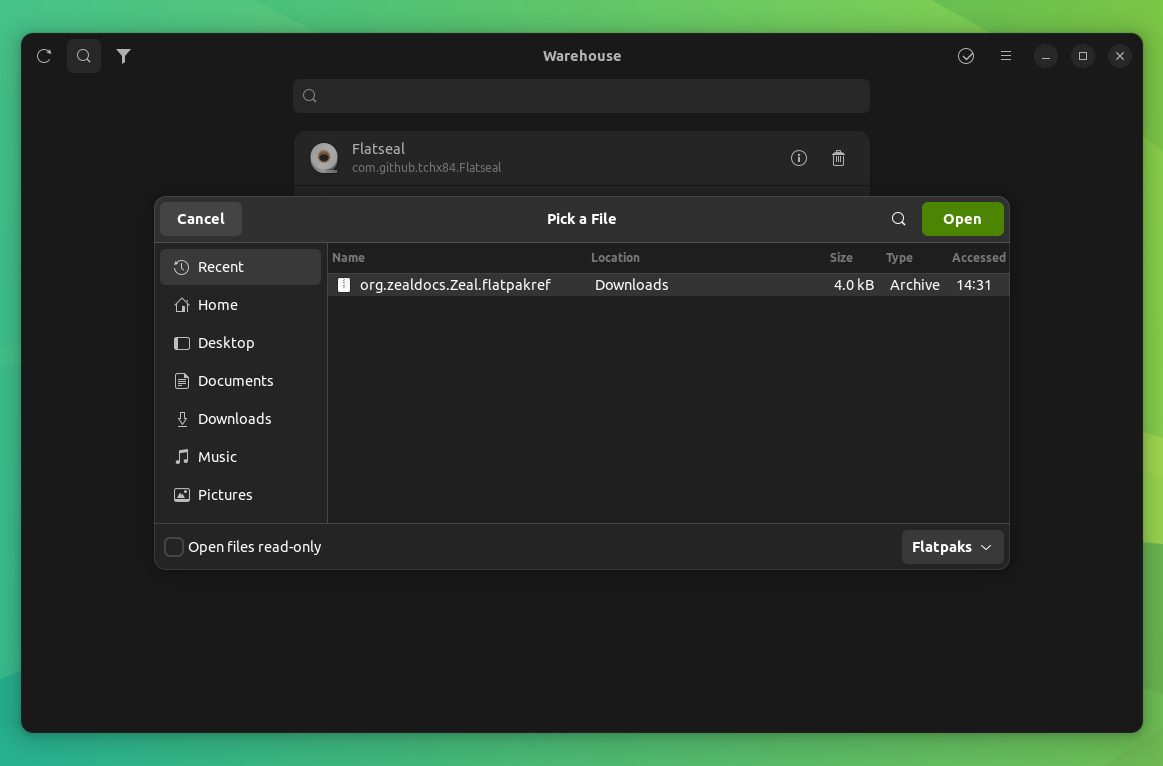 Warehouse
Flatseal
com.github.tchx84.Flatseal
Cancel
Pick a File
Open
Name Location Size Type Accessed
org.zealdocs.Zeal.flatpakref Downloads 4.0 kB Archive 14:31
Recent
Home
Desktop
Documents
Downloads
Music
Pictures
Open files read-only
Flatpaks